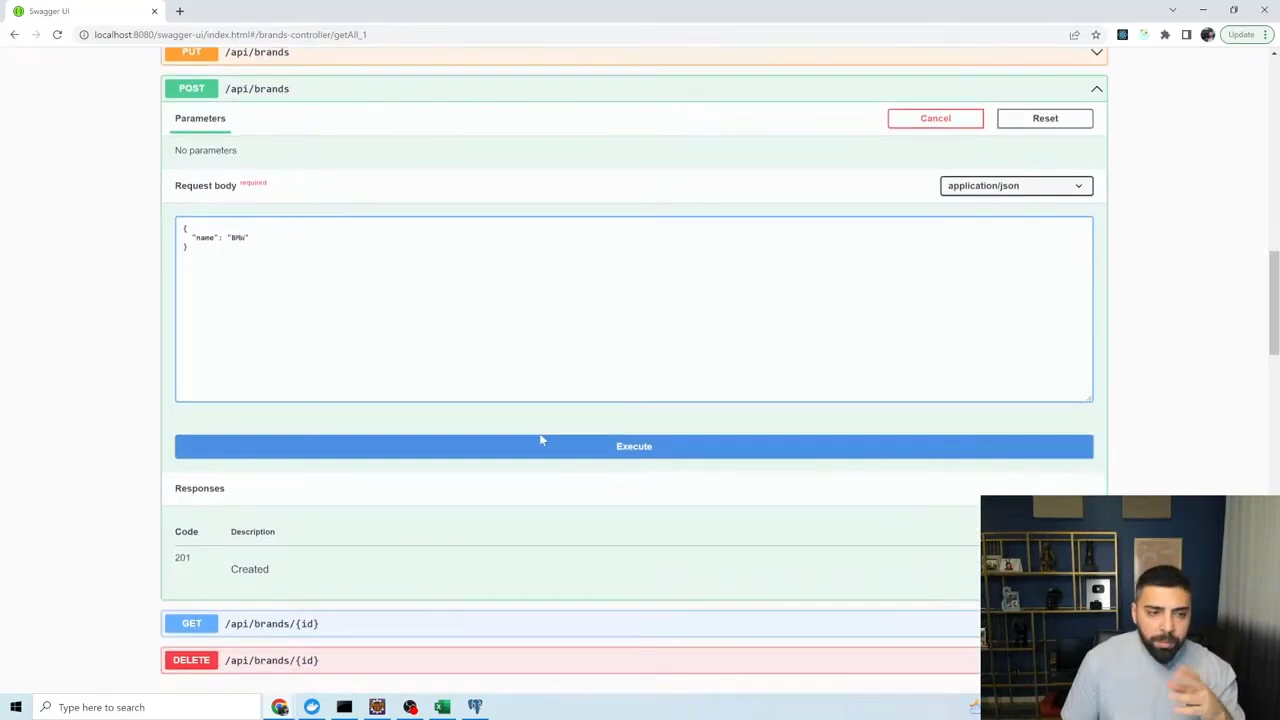 Swagger UI
localhost:8080/swagger-ui/index.html#/brands-controller/getAll_1
Update
PUT /api/brands
POST /api/brands
Parameters
Cancel
Reset
No parameters
Request body required
application/json
{
"name": "BMW"
}
Execute
Responses
Code Description
201
Created
GET /api/brands/{id}
DELETE /api/brands/{id}
Type here to search